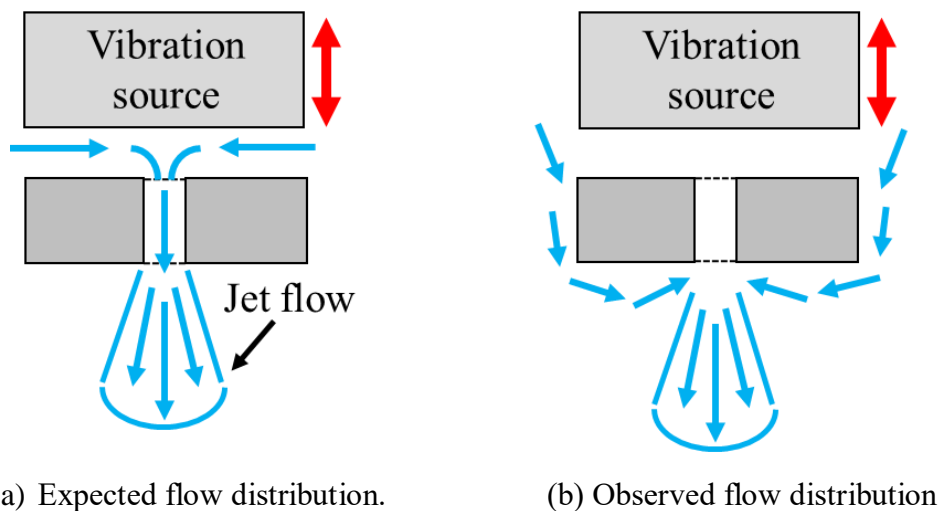 Vibration
source
Vibration
source
Jet flow
a) Expected flow distribution.
(b) Observed flow distribution